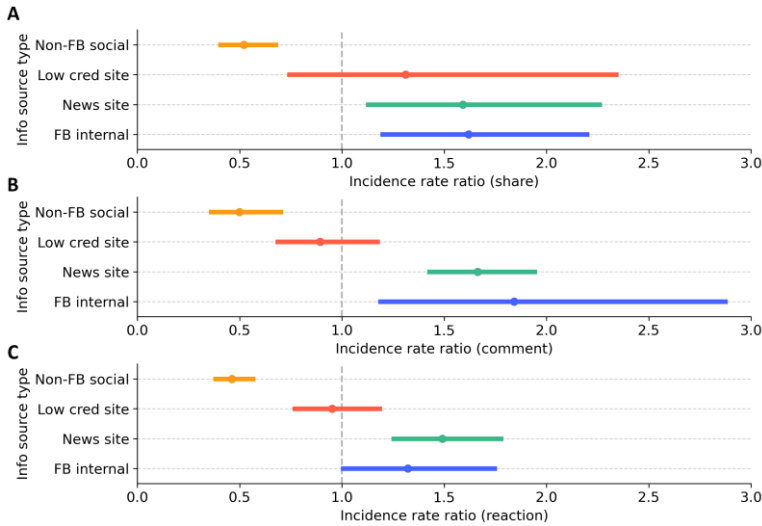 A
Info source type
Non-FB social
Low cred site
News site
FB internal
0.0 0.5 1.0 1.5 2.0 2.5 3.0
Incidence rate ratio (share)
B
Info source type
Non-FB social
Low cred site
News site
FB internal
0.0 0.5 1.0 1.5 2.0 2.5 3.0
Incidence rate ratio (comment)
C
Info source type
Non-FB social
Low cred site
News site
FB internal
0.0 0.5 1.0 1.5 2.0 2.5 3.0
Incidence rate ratio (reaction)